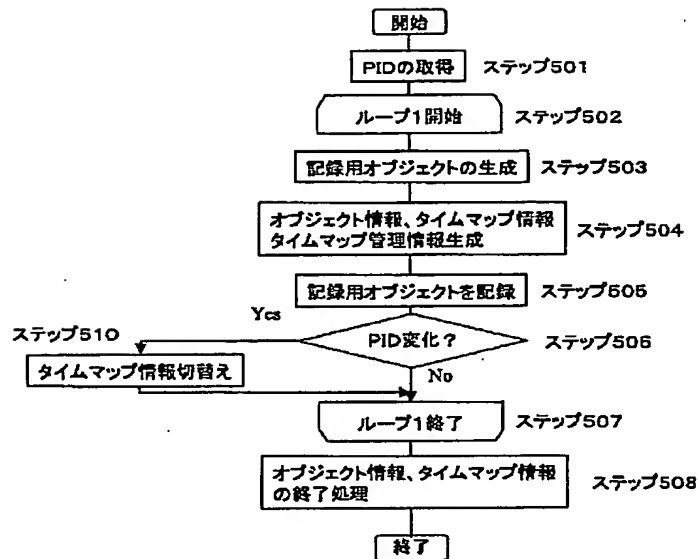 開始
PIDの取得 ステップ501
ループ1開始 ステップ502
記録用オブジェクトの生成 ステップ503
オブジェクト情報、タイムマップ情報
タイムマップ管理情報生成 ステップ504
記録用オブジェクトを記録 ステップ505
Yes
ステップ510
PID変化? ステップ506
タイムマップ情報切替え
No
ループ1終了 ステップ507
オブジェクト情報、タイムマップ情報
の終了処理 ステップ508
終了